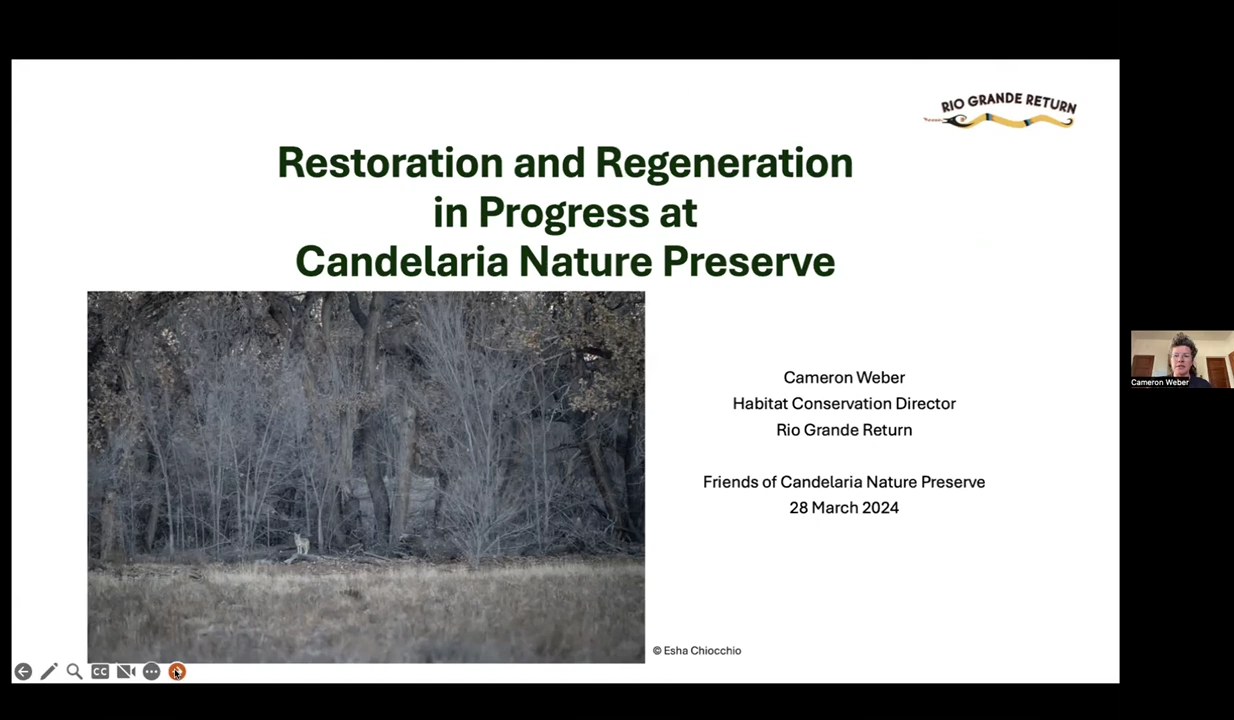 RIO GRANDE RETURN
Restoration and Regeneration
in Progress at
Candelaria Nature Preserve
Cameron Weber
Habitat Conservation Director
Rio Grande Return
Friends of Candelaria Nature Preserve
28 March 2024
© Esha Chiocchio
CC
Cameron Weber